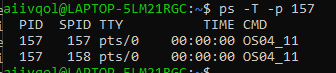 aiivqol@LAPTOP-5LM21RGC:~$ ps -T -p 157
PID SPID TTY TIME CMD
157 157 pts/0 00:00:00 OS04_11
157 158 pts/0 00:00:00 OS04_11